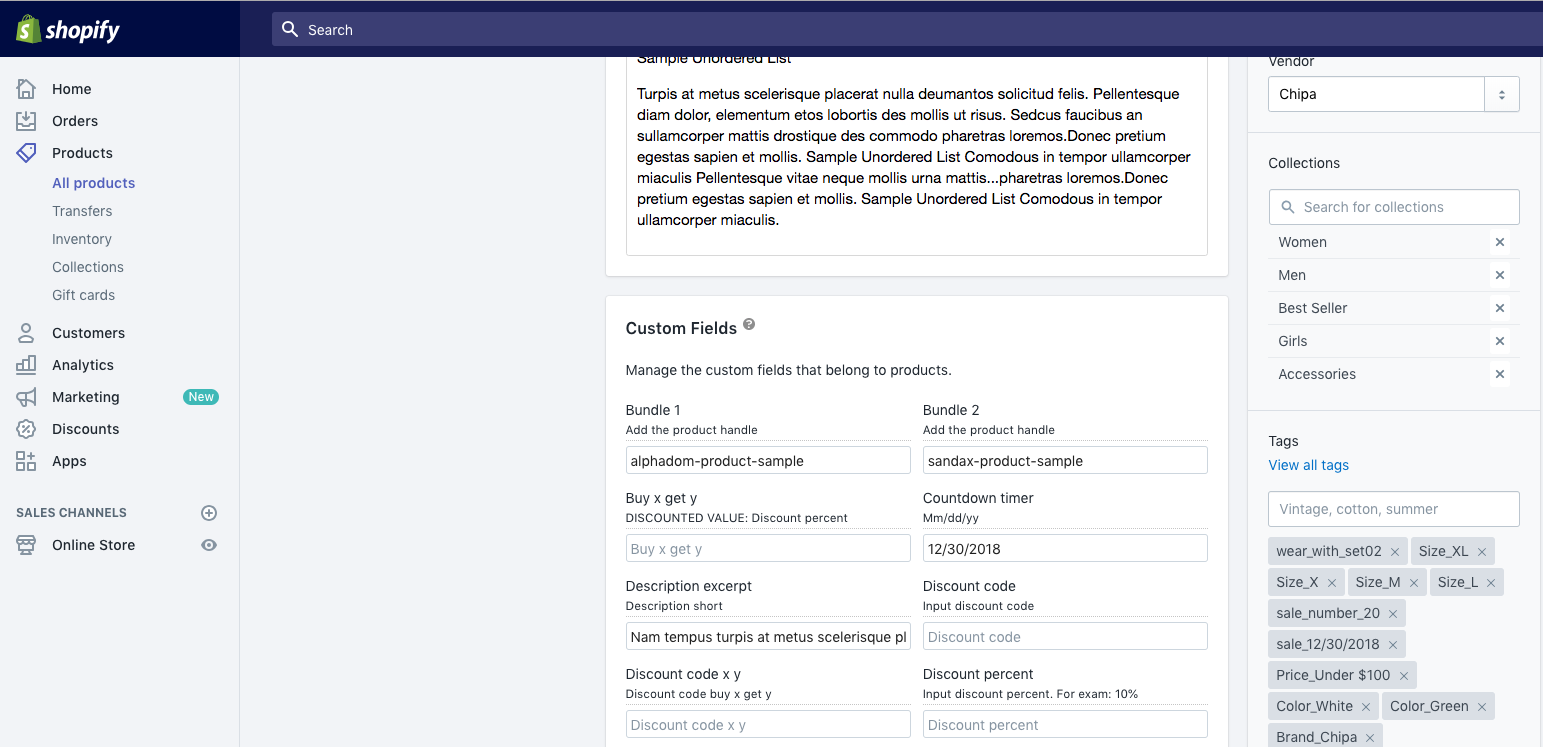 shopify
Search
Home
Orders
Products
All products
Transfers
Inventory
Collections
Gift cards
Customers
Analytics
Marketing New
Discounts
Apps
SALES CHANNELS
Online Store
Sample Unordered List
Turpis at metus scelerisque placerat nulla deumantos solicitud felis. Pellentesque
diam dolor, elementum etos lobortis des mollis ut risus. Sedcus faucibus an
sullamcorper mattis drostique des commodo pharetras loremos.Donec pretium
egestas sapien et mollis. Sample Unordered List Comodous in tempor ullamcorper
miaculis Pellentesque vitae neque mollis urna mattis...pharetras loremos.Donec
pretium egestas sapien et mollis. Sample Unordered List Comodous in tempor
ullamcorper miaculis.
Custom Fields ?
Manage the custom fields that belong to products.
Bundle 1
Add the product handle
alphadom-product-sample
Bundle 2
Add the product handle
sandax-product-sample
Buy x get y
DISCOUNTED VALUE: Discount percent
Buy x get y
Countdown timer
Mm/dd/yy
12/30/2018
Description excerpt
Description short
Nam tempus turpis at metus scelerisque pl
Discount code
Input discount code
Discount code
Discount code x y
Discount code buy x get y
Discount code x y
Discount percent
Input discount percent. For exam: 10%
Discount percent
Vendor
Chipa
Collections
Search for collections
Women
Men
Best Seller
Girls
Accessories
Tags
View all tags
Vintage, cotton, summer
wear_with_set02 Size_XL
Size_X Size_M Size_L
sale_number_20
sale_12/30/2018
Price_Under $100
Color_White Color_Green
Brand_Chipa